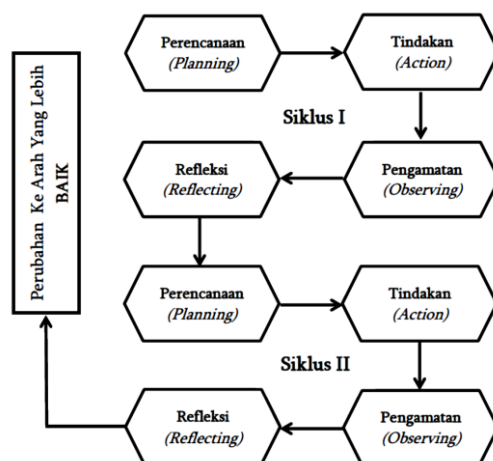 Perencanaan
(Planning)
Tindakan
(Action)
Siklus I
Refleksi
(Reflecting)
Pengamatan
(Observing)
Perubahan Ke Arah Yang Lebih
BAIK
Perencanaan
(Planning)
Tindakan
(Action)
Siklus II
Refleksi
(Reflecting)
Pengamatan
(Observing)